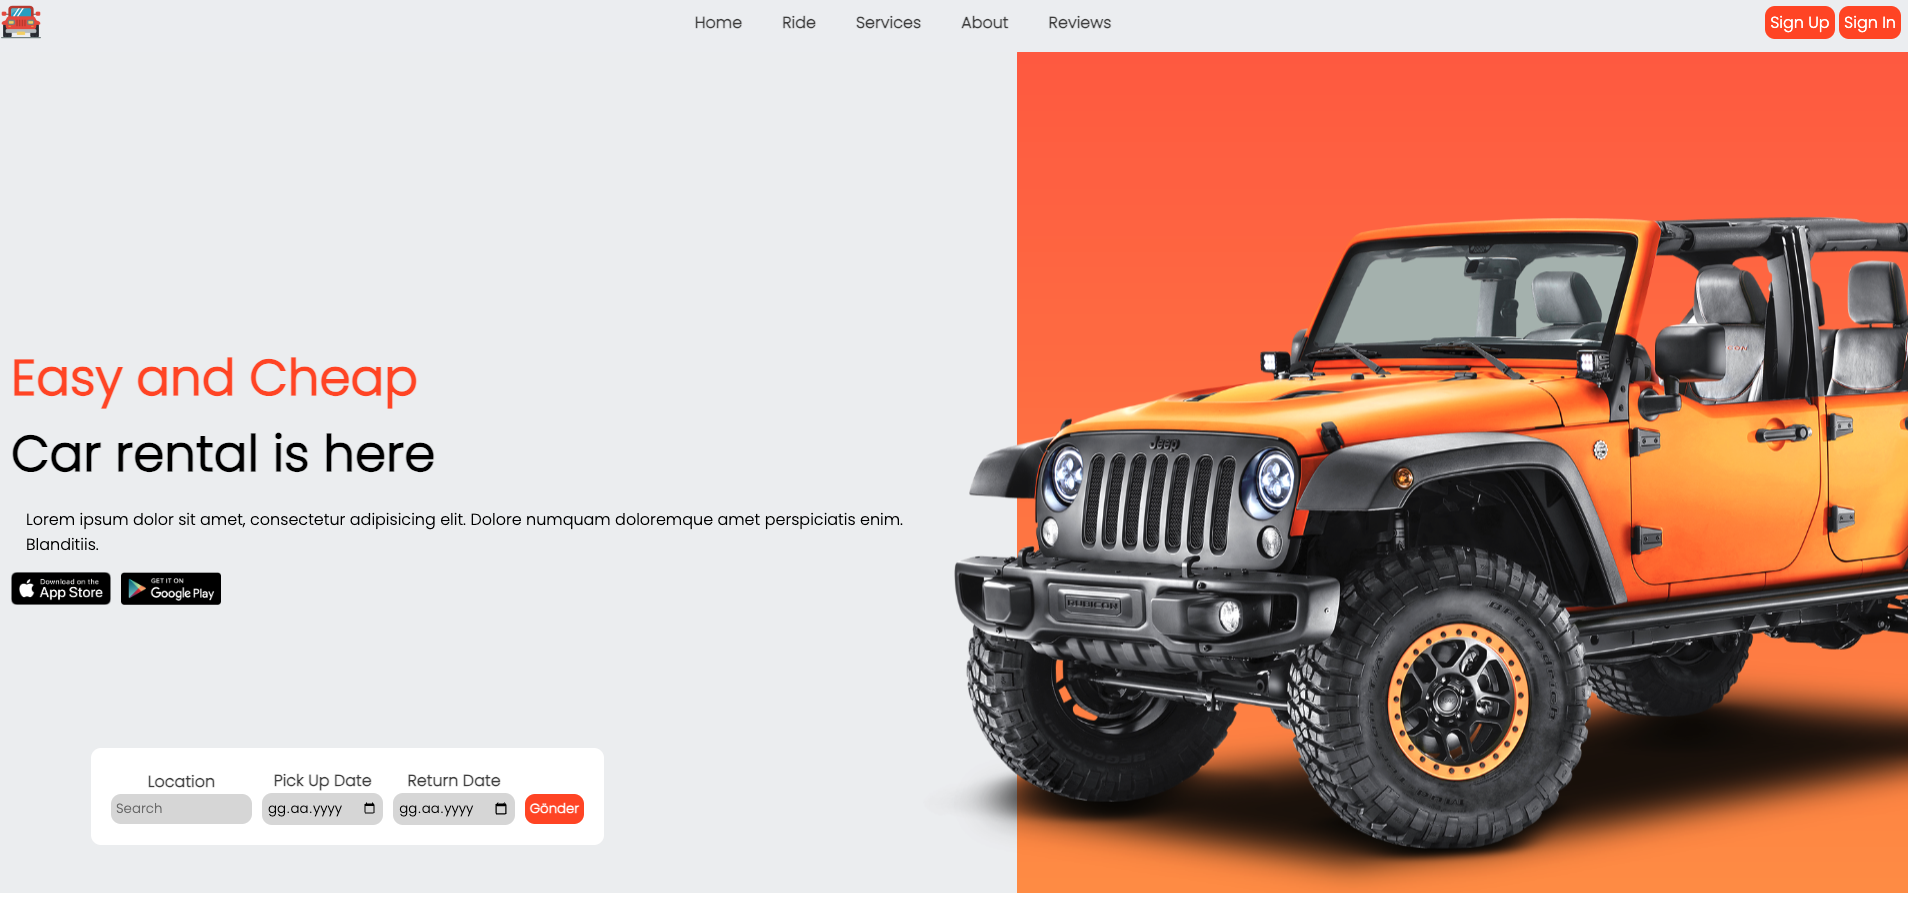 Home Ride Services About Reviews Sign Up Sign In
Easy and Cheap
Car rental is here
Lorem ipsum dolor sit amet, consectetur adipisicing elit. Dolore numquam doloremque amet perspiciatis enim.
Blanditiis.
Download on the
App Store
GET IT ON
Google Play
Location Pick Up Date Return Date
Search gg.aa.yyyy gg.aa.yyyy Gönder
Jeep
RUBICON